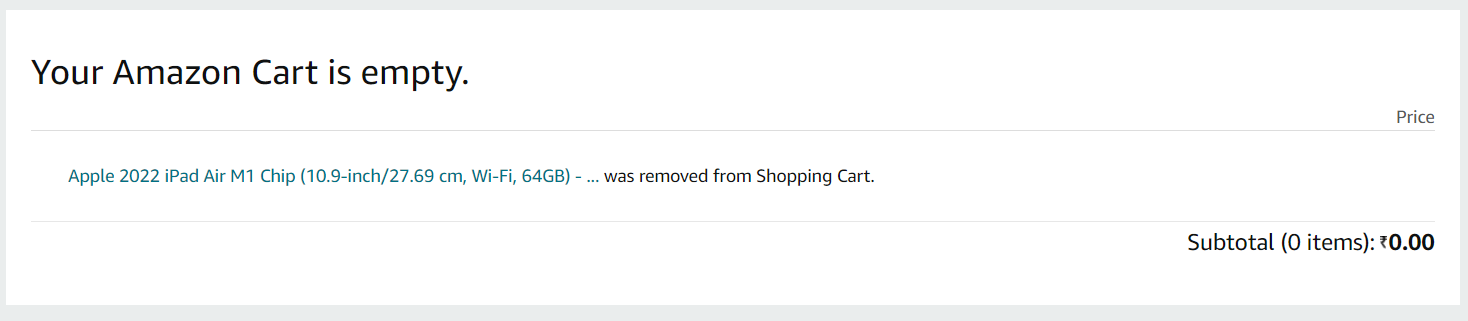 Your Amazon Cart is empty.
Price
Apple 2022 iPad Air M1 Chip (10.9-inch/27.69 cm, Wi-Fi, 64GB) - ... was removed from Shopping Cart.
Subtotal (0 items): ₹0.00